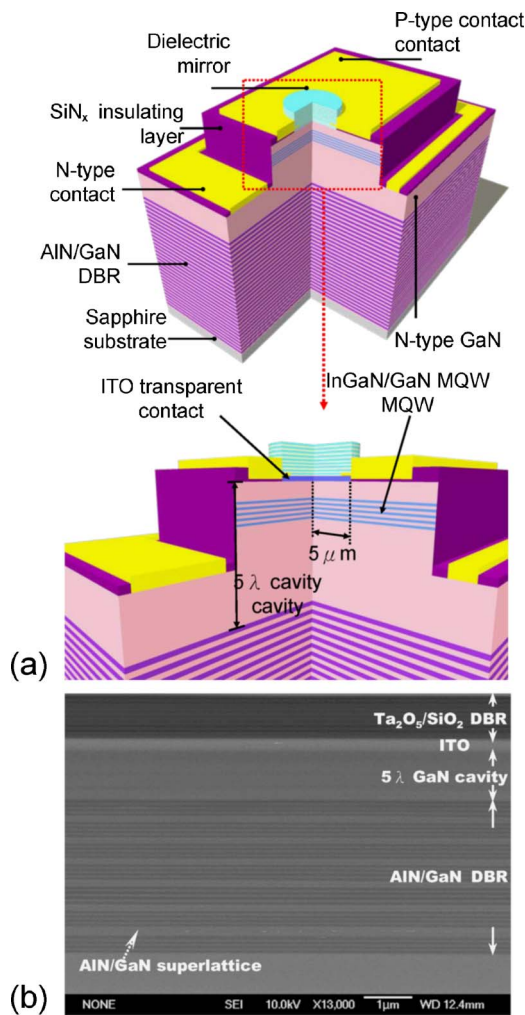 P-type contact
contact
Dielectric
mirror
SiNx insulating
layer
N-type
contact
AlN/GaN
DBR
Sapphire
substrate
N-type GaN
ITO transparent
contact
InGaN/GaN MQW
MQW
5 μ m
5 λ cavity
cavity
(a)
Ta2O5/SiO2 DBR
ITO
5 λ GaN cavity
AlN/GaN DBR
AlN/GaN superlattice
(b)
NONE SEI 10.0kV X13,000 1μm WD 12.4mm